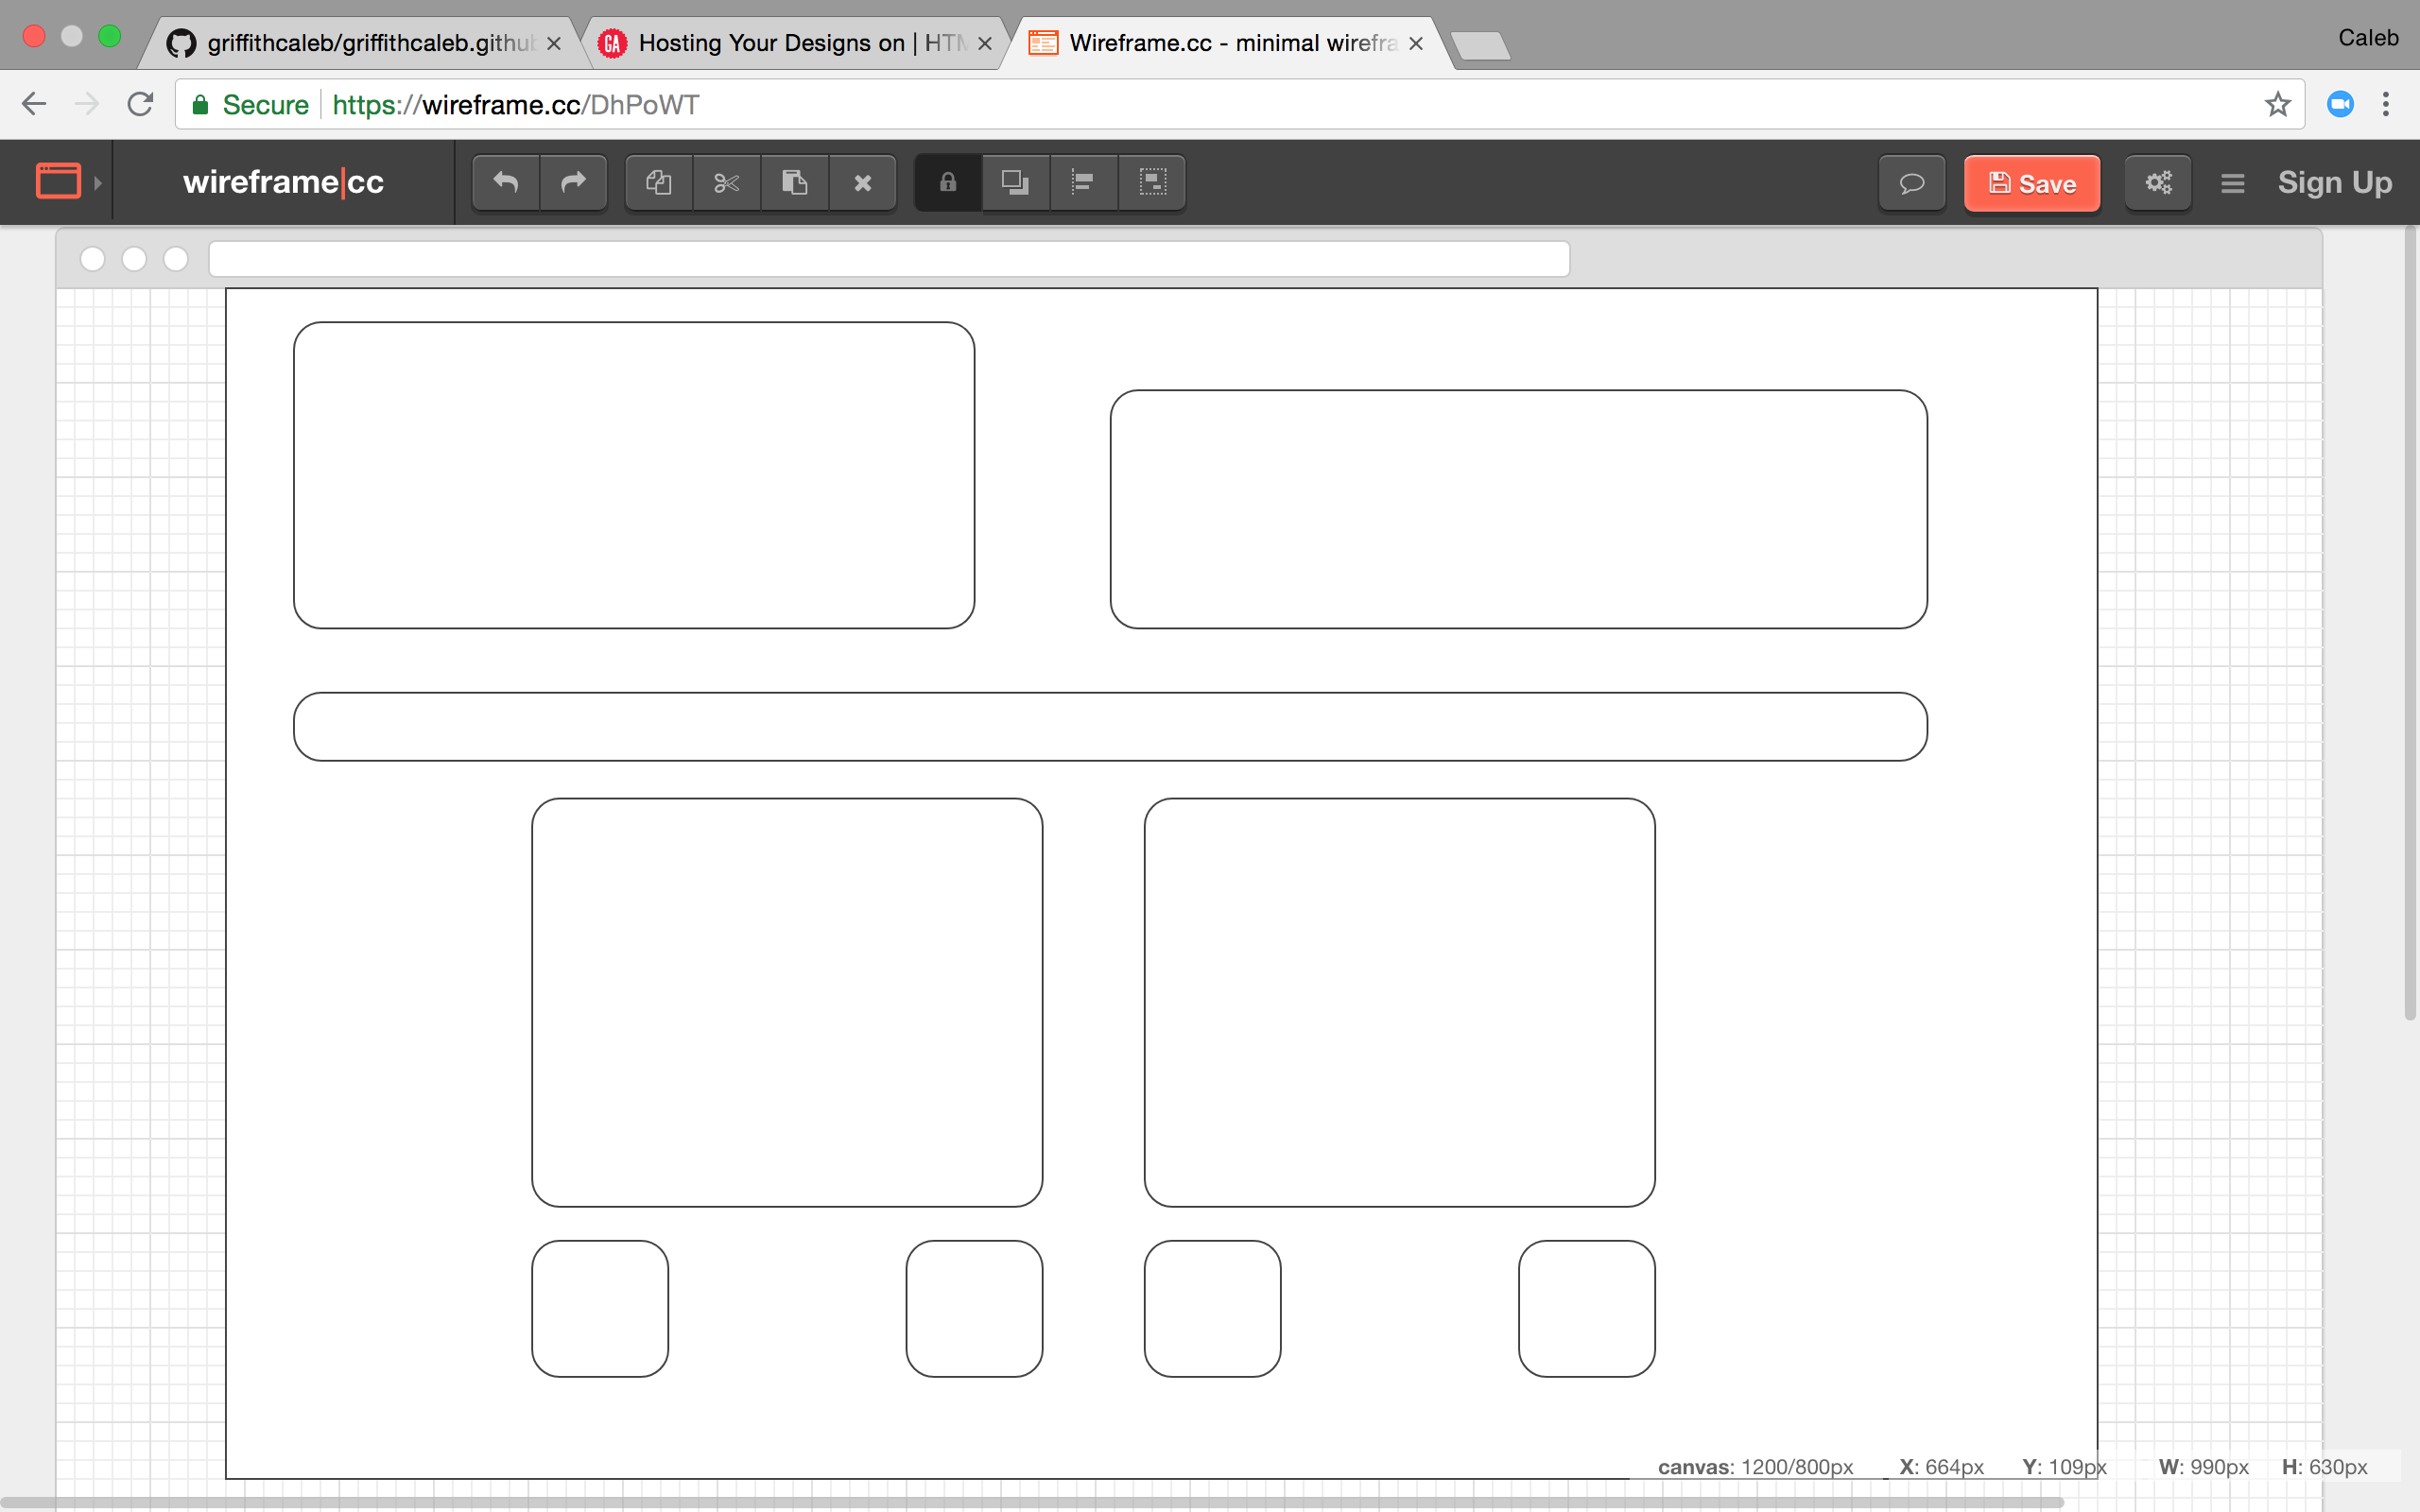 griffithcaleb/griffithcaleb.githu
GA Hosting Your Designs on | HTM
Wireframe.cc - minimal wirefra
Caleb
Secure https://wireframe.cc/DhPoWT
wireframe|cc
Save
Sign Up
canvas: 1200/800px X: 664px Y: 109px W: 990px H: 630px